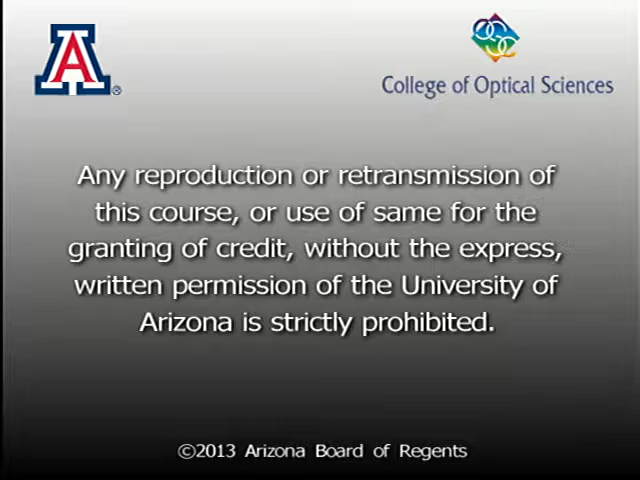 A
®
College of Optical Sciences
Any reproduction or retransmission of
this course, or use of same for the
granting of credit, without the express,
written permission of the University of
Arizona is strictly prohibited.
©2013 Arizona Board of Regents